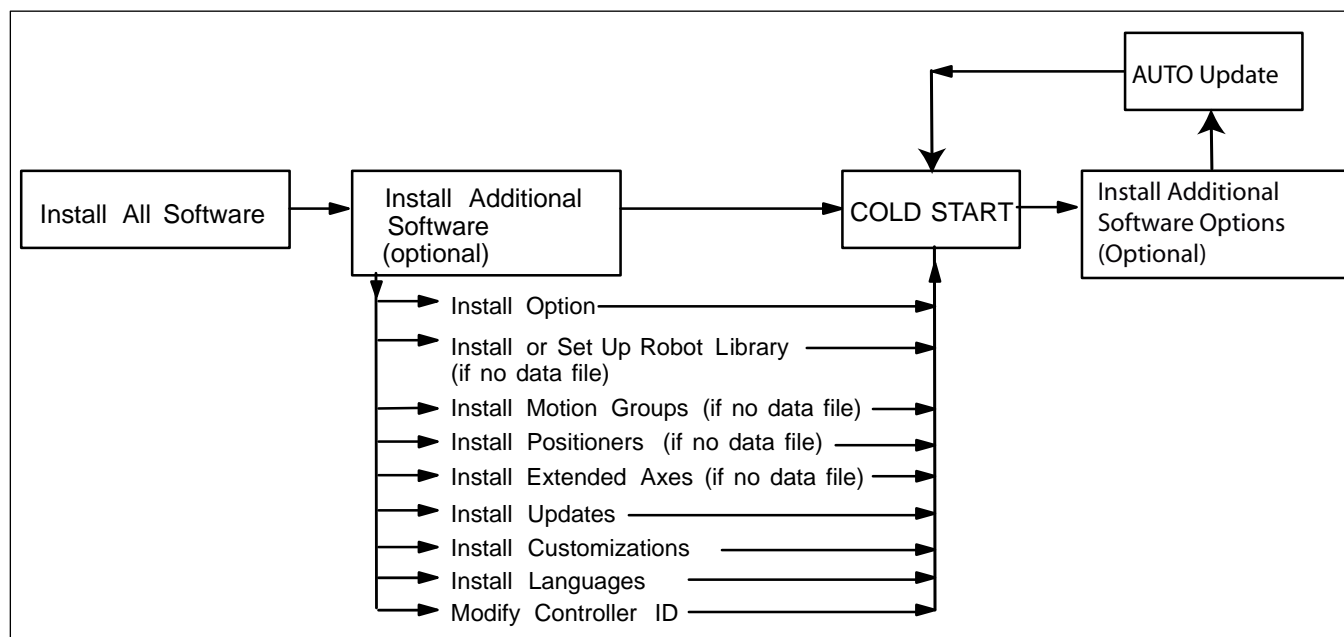 AUTO Update
Install All Software
Install Additional
Software
(optional)
COLD START
Install Additional
Software Options
(Optional)
Install Option
Install or Set Up Robot Library
(if no data file)
Install Motion Groups (if no data file)
Install Positioners (if no data file)
Install Extended Axes (if no data file)
Install Updates
Install Customizations
Install Languages
Modify Controller ID